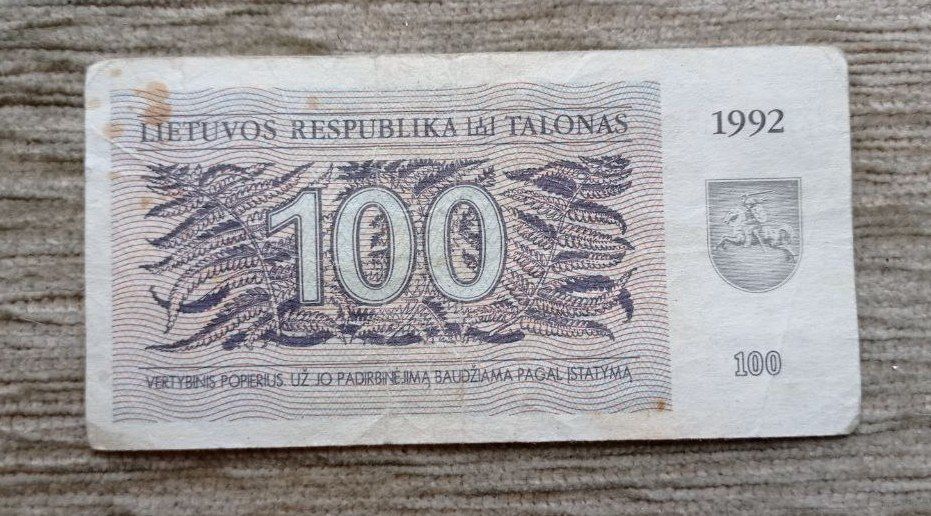 LIETUVOS RESPUBLIKA TALONAS
1992
100
VERTYBINIS POPIERIUS. UŽ JO PADIRBINĖJIMĄ BAUDŽIAMA PAGAL ĮSTATYMĄ
100